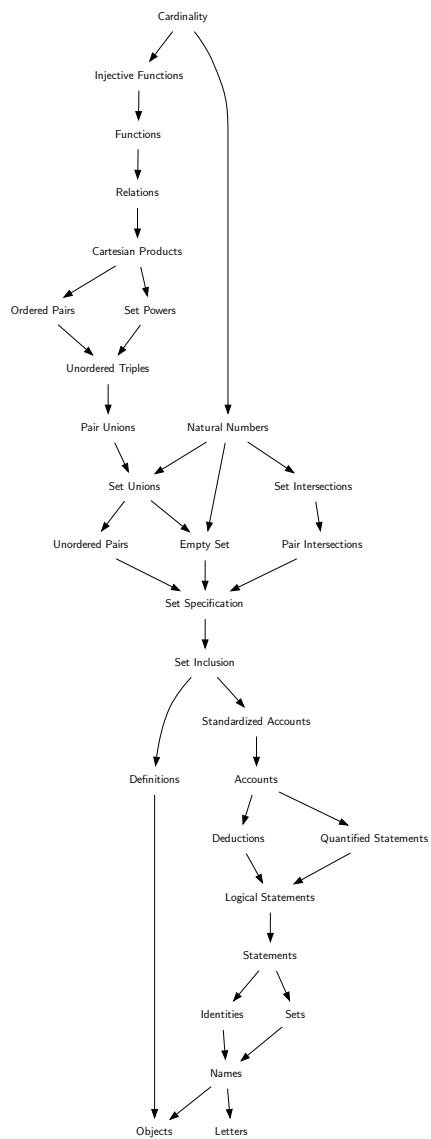 Cardinality
Injective Functions
Functions
Relations
Cartesian Products
Ordered Pairs
Set Powers
Unordered Triples
Pair Unions
Natural Numbers
Set Unions
Set Intersections
Unordered Pairs
Empty Set
Pair Intersections
Set Specification
Set Inclusion
Standardized Accounts
Definitions
Accounts
Deductions
Quantified Statements
Logical Statements
Statements
Identities
Sets
Names
Objects
Letters